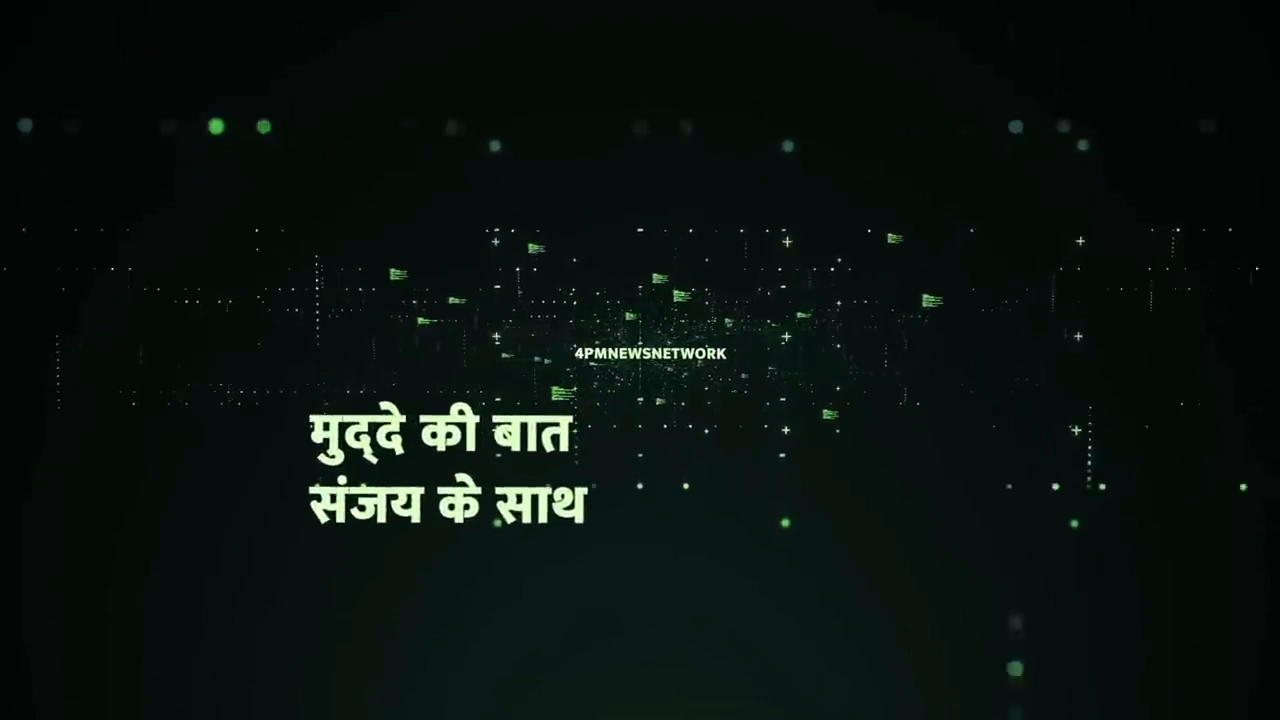 4PMNEWSNETWORK
मुद्दे की बात
संजय के साथ